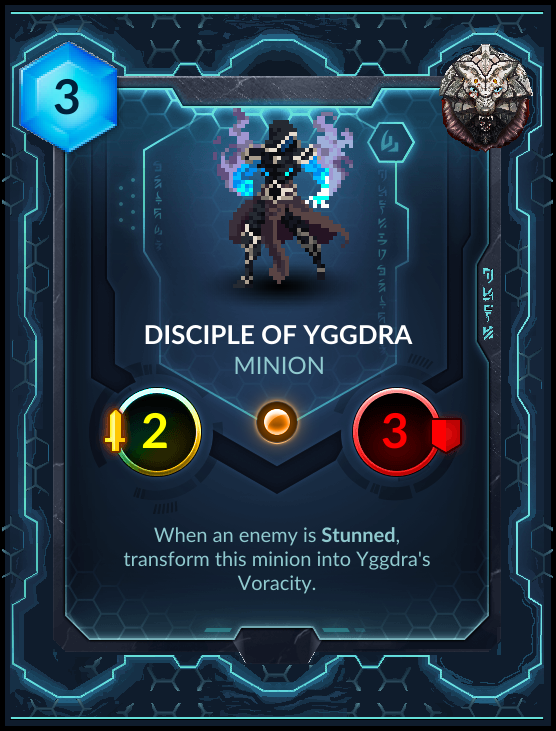 3
DISCIPLE OF YGGDRA
MINION
2
3
When an enemy is Stunned,
transform this minion into Yggdra's
Voracity.